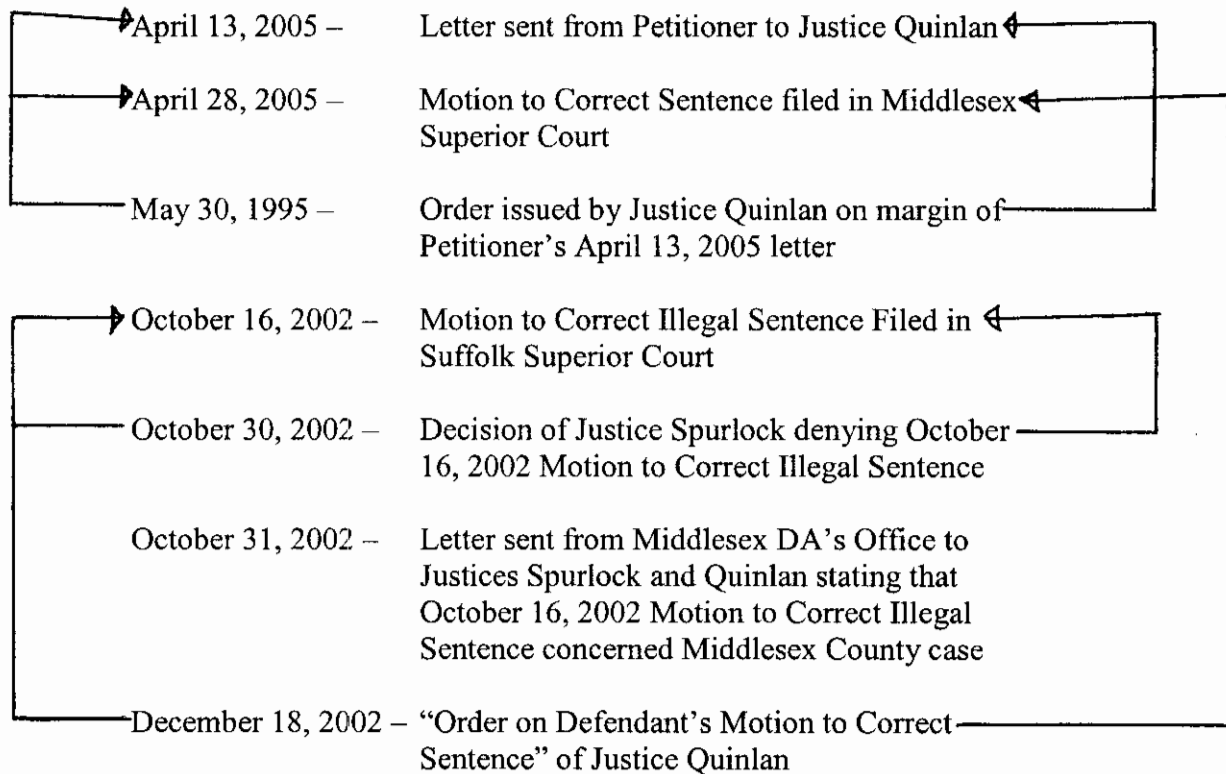 April 13, 2005 – Letter sent from Petitioner to Justice Quinlan
April 28, 2005 – Motion to Correct Sentence filed in Middlesex
Superior Court
May 30, 1995 – Order issued by Justice Quinlan on margin of
Petitioner's April 13, 2005 letter
October 16, 2002 – Motion to Correct Illegal Sentence Filed in
Suffolk Superior Court
October 30, 2002 – Decision of Justice Spurlock denying October
16, 2002 Motion to Correct Illegal Sentence
October 31, 2002 – Letter sent from Middlesex DA's Office to
Justices Spurlock and Quinlan stating that
October 16, 2002 Motion to Correct Illegal
Sentence concerned Middlesex County case
December 18, 2002 – "Order on Defendant's Motion to Correct
Sentence" of Justice Quinlan